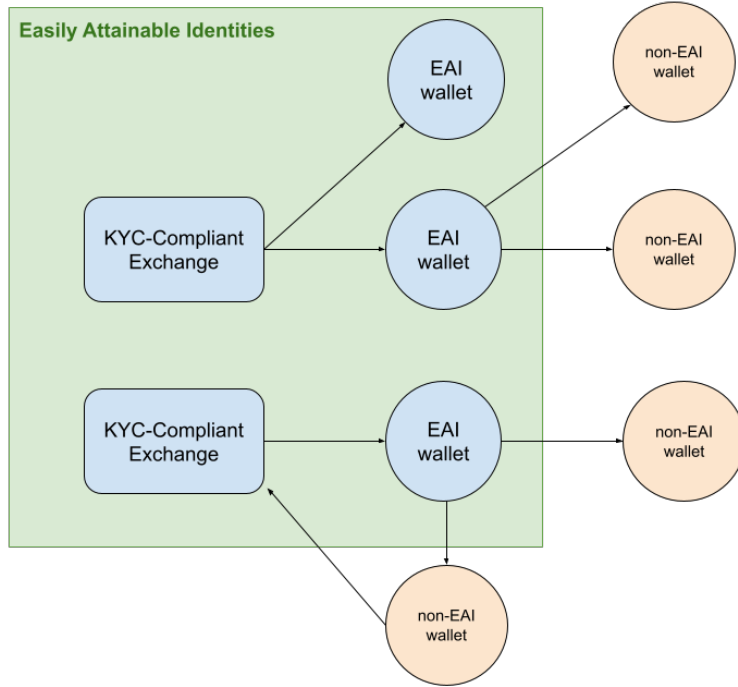 Easily Attainable Identities
EAI
wallet
non-EAI
wallet
KYC-Compliant
Exchange
EAI
wallet
non-EAI
wallet
KYC-Compliant
Exchange
EAI
wallet
non-EAI
wallet
non-EAI
wallet